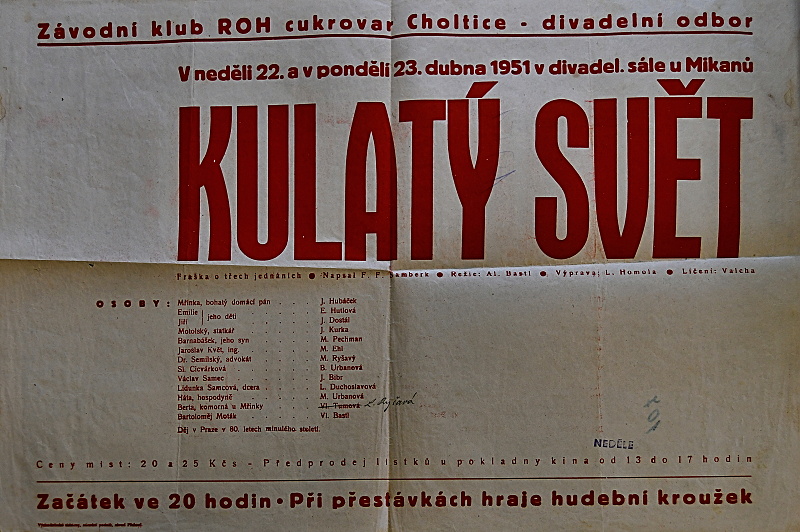 Závodní klub ROH cukrovar Choltice - divadelní odbor
V neděli 22. a v pondělí 23. dubna 1951 v divadel. sále u Mikanů
KULATÝ SVĚT
Fraška o třech jednáních ● Napsal F. F. Šamberk ● Režie: Al. Bastl ● Výprava: L. Homola ● Líčení: Valcha
OSOBY:
Mřínka, bohatý domácí pán . . . . J. Hubáček
Emilie E. Hutlová
Jiří jeho děti . . . . J. Dostál
Motolský, statkář . . . . J. Kurka
Barnabášek, jeho syn . . . . M. Pechman
Jaroslav Květ, ing. . . . . M. Ehl
Dr. Semilský, advokát . . . . M. Ryšavý
Sl. Cicvárková . . . . B. Urbanová
Václav Samec . . . . J. Bibr
Lidunka Samcová, dcera . . . . L. Duchoslavová
Háta, hospodyně . . . . M. Urbanová
Berta, komorná u Mřínky . . . . Vl. Tumová
Bartoloměj Moták . . . . Vl. Bastl
Děj v Praze v 80. letech minulého století.
NEDĚLE
Ceny míst: 20 a 25 Kčs - Předprodej lístků u pokladny kina od 13 do 17 hodin
Začátek ve 20 hodin • Při přestávkách hraje hudební kroužek